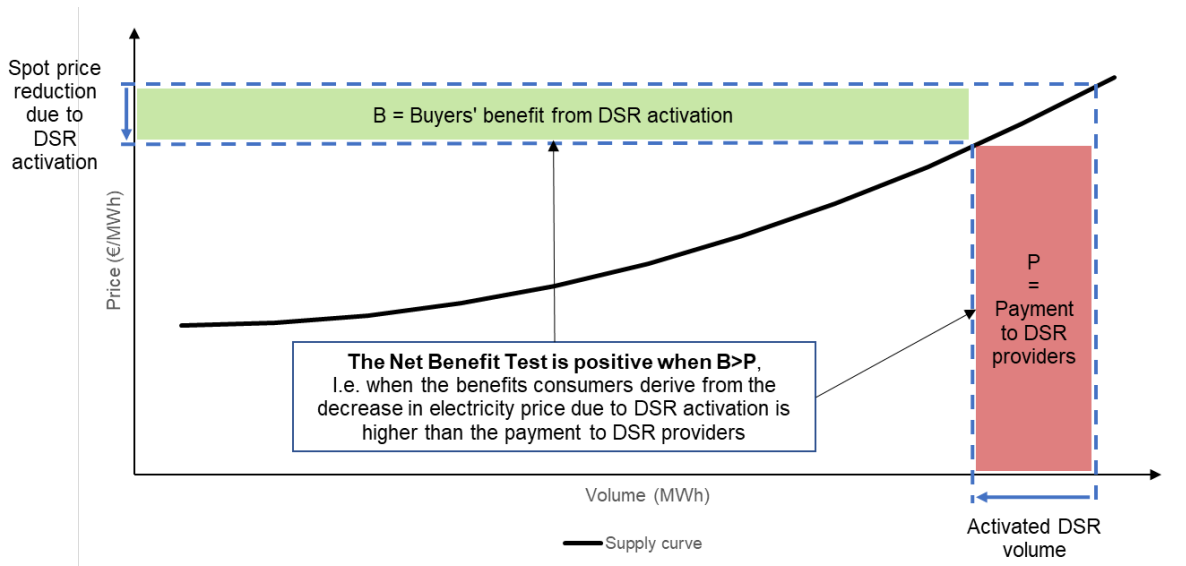 Spot price
reduction
due to
DSR
activation
B = Buyers' benefit from DSR activation
Price (€/MWh)
P
=
Payment
to DSR
providers
The Net Benefit Test is positive when B>P,
I.e. when the benefits consumers derive from the
decrease in electricity price due to DSR activation is
higher than the payment to DSR providers
Volume (MWh)
Activated DSR
volume
Supply curve